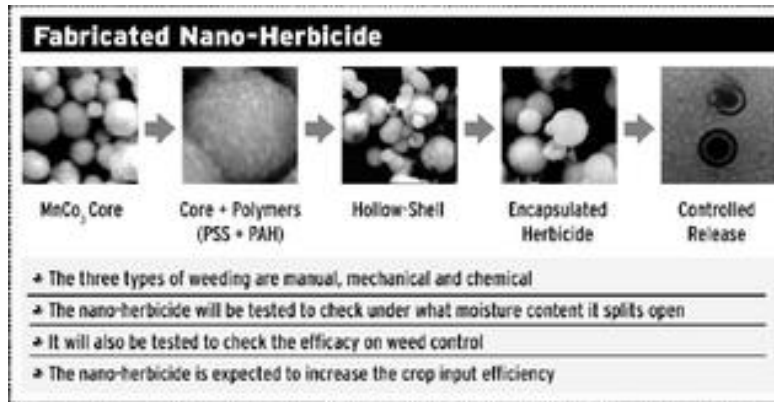 Fabricated Nano-Herbicide
MnCo₃ Core
Core + Polymers
(PSS + PAH)
Hollow-Shell
Encapsulated
Herbicide
Controlled
Release
The three types of weeding are manual, mechanical and chemical
The nano-herbicide will be tested to check under what moisture content it splits open
It will also be tested to check the efficacy on weed control
The nano-herbicide is expected to increase the crop input efficiency